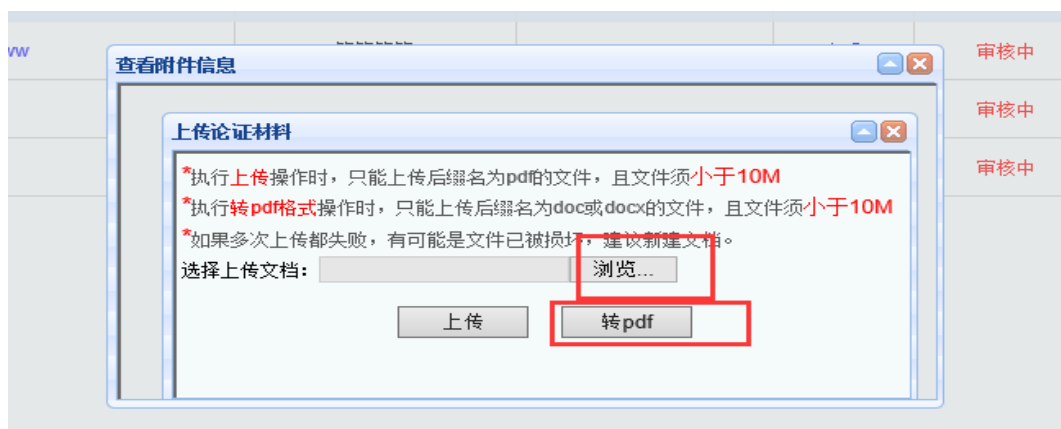 审核中
查看附件信息
审核中
上传论证材料
*执行上传操作时，只能上传后缀名为pdf的文件，且文件须小于10M
审核中
*执行转pdf格式操作时，只能上传后缀名为doc或docx的文件，且文件须小于10M
*如果多次上传都失败，有可能是文件已被损坏，建议新建文档。
选择上传文档： 浏览...
上传 转pdf